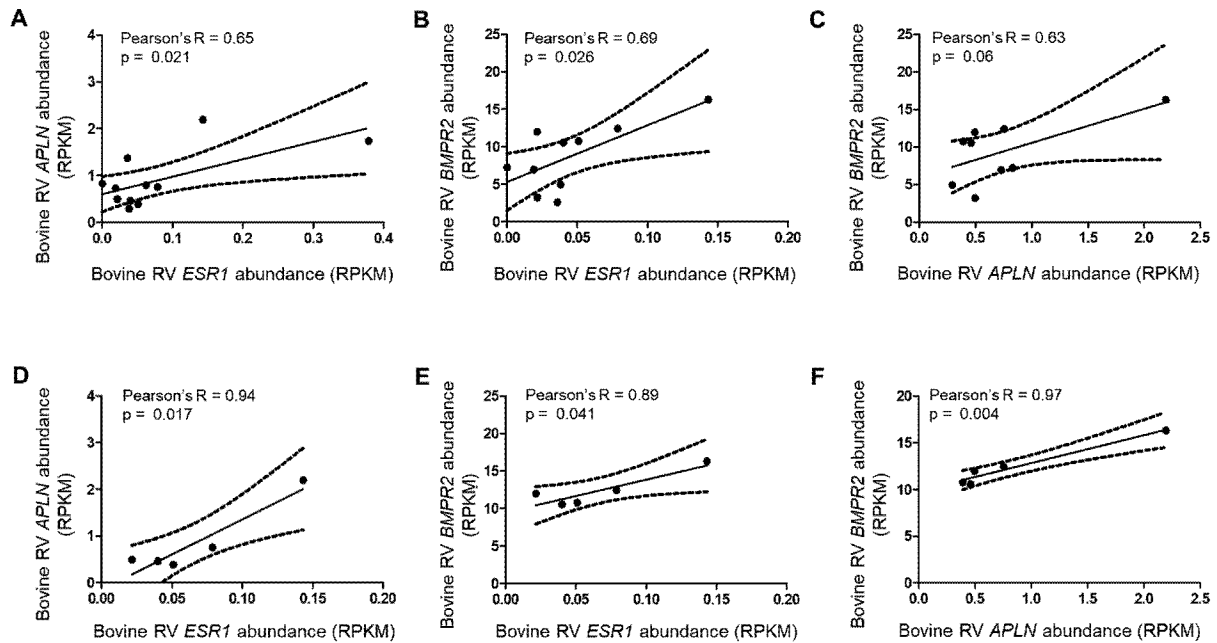 A
Pearson's R = 0.65
p = 0.021
Bovine RV APLN abundance
(RPKM)
4
3
2
1
0
0.0 0.1 0.2 0.3 0.4
Bovine RV ESR1 abundance (RPKM)
B
Pearson's R = 0.69
p = 0.026
Bovine RV BMPR2 abundance
(RPKM)
25
20
15
10
5
0
0.00 0.05 0.10 0.15 0.20
Bovine RV ESR1 abundance (RPKM)
C
Pearson's R = 0.63
p = 0.06
Bovine RV BMPR2 abundance
(RPKM)
25
20
15
10
5
0
0.0 0.5 1.0 1.5 2.0 2.5
Bovine RV APLN abundance (RPKM)
D
Pearson's R = 0.94
p = 0.017
Bovine RV APLN abundance
(RPKM)
4
3
2
1
0
0.00 0.05 0.10 0.15 0.20
Bovine RV ESR1 abundance (RPKM)
E
Pearson's R = 0.89
p = 0.041
Bovine RV BMPR2 abundance
(RPKM)
25
20
15
10
5
0
0.00 0.05 0.10 0.15 0.20
Bovine RV ESR1 abundance (RPKM)
F
Pearson's R = 0.97
p = 0.004
Bovine RV BMPR2 abundance
(RPKM)
20
15
10
5
0
0.0 0.5 1.0 1.5 2.0 2.5
Bovine RV APLN abundance (RPKM)